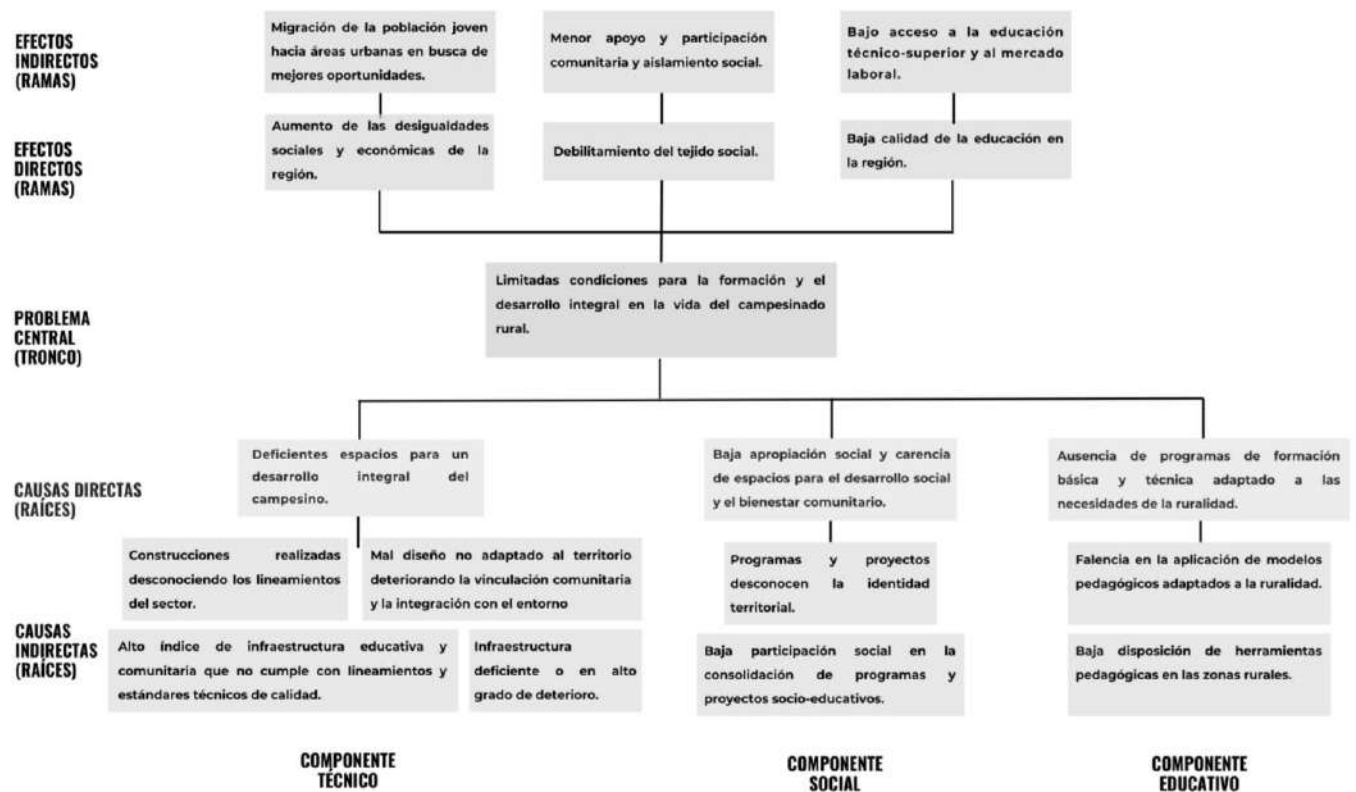 EFECTOS
INDIRECTOS
(RAMAS)
Migración de la población joven
hacia áreas urbanas en busca de
mejores oportunidades.
Menor apoyo y participación
comunitaria y aislamiento social.
Bajo acceso a la educación
técnico-superior y al mercado
laboral.
EFECTOS
DIRECTOS
(RAMAS)
Aumento de las desigualdades
sociales y económicas de la
región.
Debilitamiento del tejido social.
Baja calidad de la educación en
la región.
PROBLEMA
CENTRAL
(TRONCO)
Limitadas condiciones para la formación y el
desarrollo integral en la vida del campesinado
rural.
CAUSAS DIRECTAS
(RAÍCES)
Deficientes espacios para un
desarrollo integral del
campesino.
Baja apropiación social y carencia
de espacios para el desarrollo social
y el bienestar comunitario.
Ausencia de programas de formación
básica y técnica adaptado a las
necesidades de la ruralidad.
CAUSAS
INDIRECTAS
(RAÍCES)
Construcciones realizadas
desconociendo los lineamientos
del sector.
Mal diseño no adaptado al territorio
deteriorando la vinculación comunitaria
y la integración con el entorno
Programas y proyectos
desconocen la identidad
territorial.
Falencia en la aplicación de modelos
pedagógicos adaptados a la ruralidad.
Alto índice de infraestructura educativa y
comunitaria que no cumple con lineamientos y
estándares técnicos de calidad.
Infraestructura
deficiente o en alto
grado de deterioro.
Baja participación social en la
consolidación de programas y
proyectos socio-educativos.
Baja disposición de herramientas
pedagógicas en las zonas rurales.
COMPONENTE
TÉCNICO
COMPONENTE
SOCIAL
COMPONENTE
EDUCATIVO